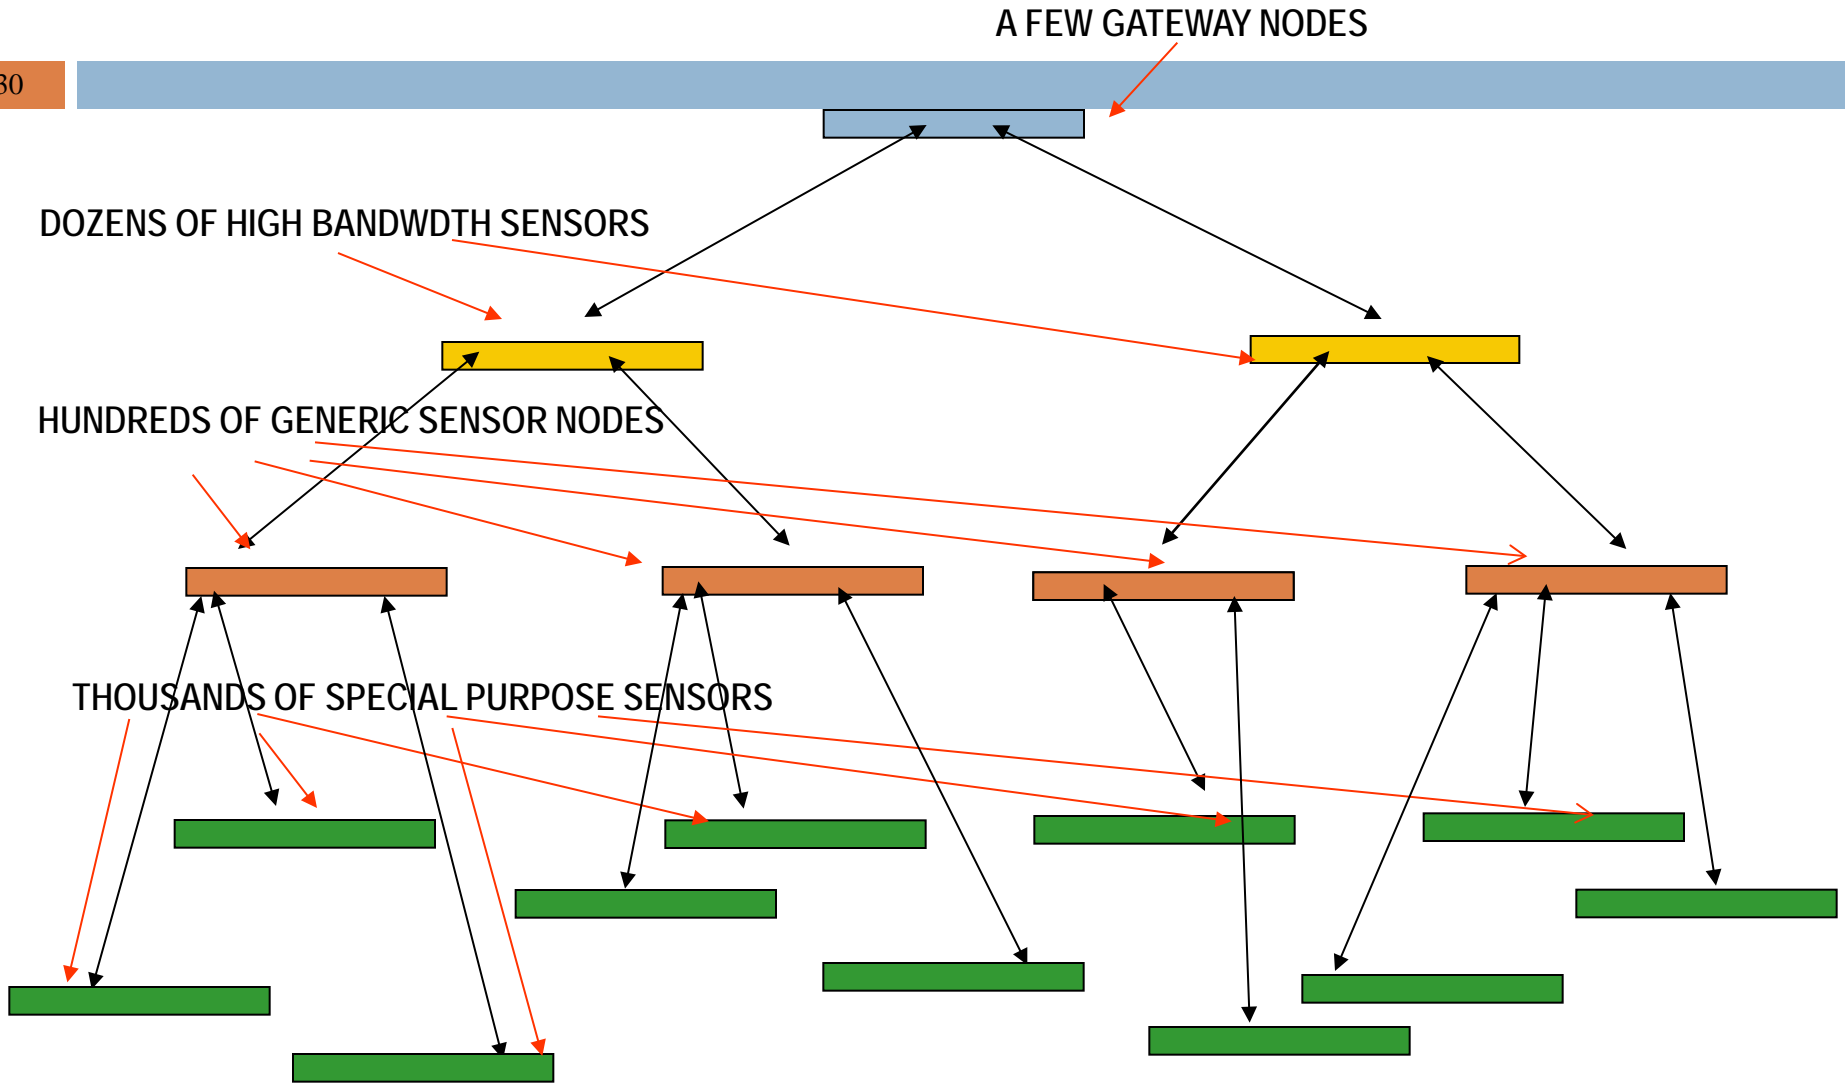 A FEW GATEWAY NODES
30
DOZENS OF HIGH BANDWDTH SENSORS
HUNDREDS OF GENERIC SENSOR NODES
THOUSANDS OF SPECIAL PURPOSE SENSORS